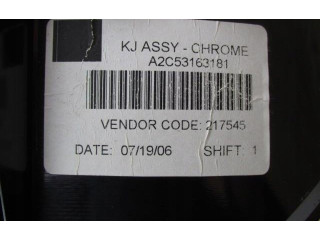 KJ ASSY - CHROME
A2C53163181
VENDOR CODE: 217545
DATE: 07/19/06 SHIFT: 1